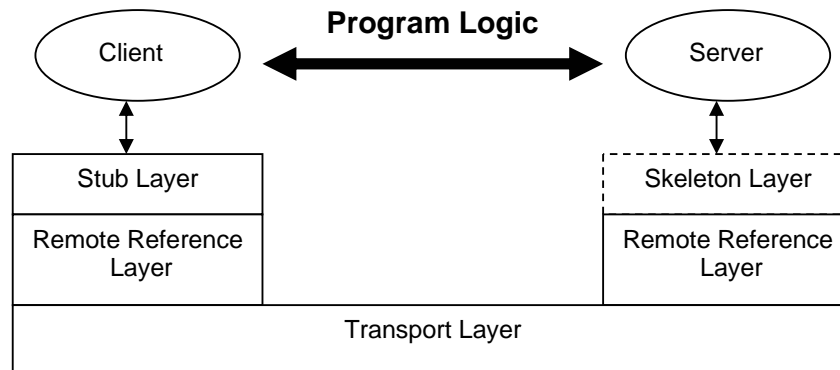 Program Logic
Client
Server
Stub Layer
Skeleton Layer
Remote Reference
Layer
Remote Reference
Layer
Transport Layer